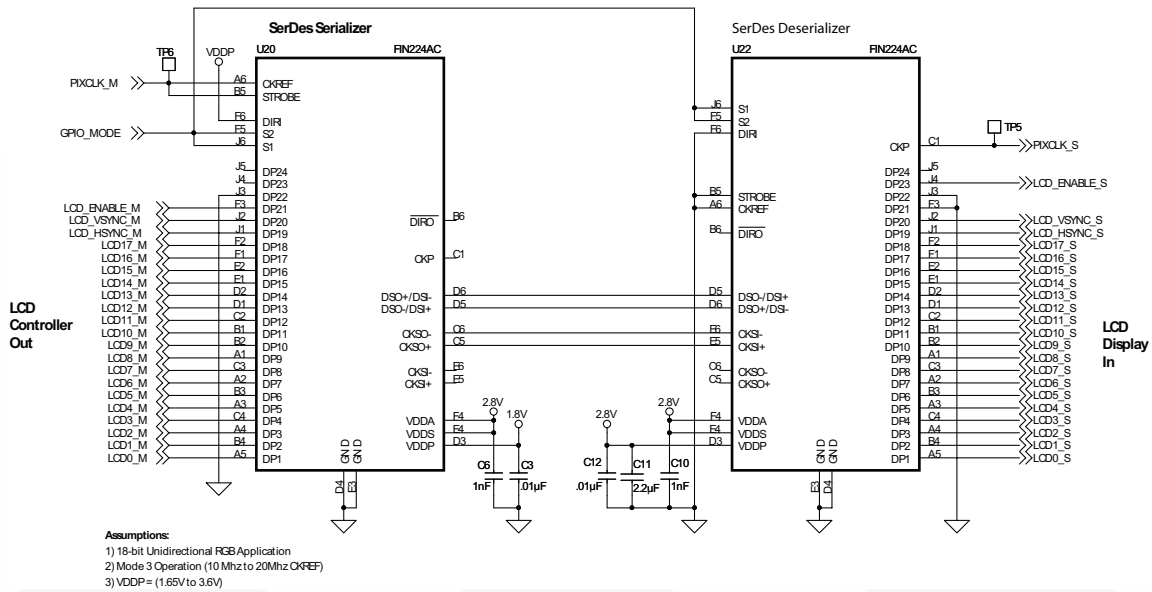 SerDes Serializer
SerDes Deserializer
U20 FIN224AC
U22 FIN224AC
TP6 VDDP
PIXCLK_M
GPIO_MODE
A6 CKREF
B5 STROBE
F6 DIRI
F5 S2
J6 S1
J5 DP24
J4 DP23
J3 DP22
LCD_ENABLE_M F3 DP21
LCD_VSYNC_M J2 DP20
LCD_HSYNC_M J1 DP19
LCD17_M F2 DP18
LCD16_M F1 DP17
LCD15_M E2 DP16
LCD14_M E1 DP15
LCD13_M D2 DP14
LCD12_M D1 DP13
LCD11_M C2 DP12
LCD10_M B1 DP11
LCD9_M B2 DP10
LCD8_M A1 DP9
LCD7_M C3 DP8
LCD6_M A2 DP7
LCD5_M B3 DP6
LCD4_M A3 DP5
LCD3_M C4 DP4
LCD2_M A4 DP3
LCD1_M B4 DP2
LCD0_M A5 DP1
LCD
Controller
Out
DIRO B6
CKP C1
DSO+/DSI- D6
DSO-/DSI+ D5
CKSO- C6
CKSO+ C5
CKSI- E6
CKSI+ E5
VDDA F4
VDDS E4
VDDP D3
GND GND
D4 E3
2.8V 1.8V
C6 1nF
C3 .01µF
2.8V 2.8V
C12 .01µF
C11 2.2µF
C10 1nF
J6 S1
F5 S2
F6 DIRI
B5 STROBE
A6 CKREF
B6 DIRO
D5 DSO-/DSI+
D6 DSO+/DSI-
E6 CKSI-
E5 CKSI+
C6 CKSO-
C5 CKSO+
F4 VDDA
E4 VDDS
D3 VDDP
GND GND
E3 D4
TP5
CKP C1 PIXCLK_S
DP24 J5
DP23 J4 LCD_ENABLE_S
DP22 J3
DP21 F3
DP20 J2 LCD_VSYNC_S
DP19 J1 LCD_HSYNC_S
DP18 F2 LCD17_S
DP17 F1 LCD16_S
DP16 E2 LCD15_S
DP15 E1 LCD14_S
DP14 D2 LCD13_S
DP13 D1 LCD12_S
DP12 C2 LCD11_S
DP11 B1 LCD10_S
DP10 B2 LCD9_S
DP9 A1 LCD8_S
DP8 C3 LCD7_S
DP7 A2 LCD6_S
DP6 B3 LCD5_S
DP5 A3 LCD4_S
DP4 C4 LCD3_S
DP3 A4 LCD2_S
DP2 B4 LCD1_S
DP1 A5 LCD0_S
LCD
Display
In
Assumptions:
1) 18-bit Unidirectional RGB Application
2) Mode 3 Operation (10 Mhz to 20Mhz CKREF)
3) VDDP = (1.65V to 3.6V)